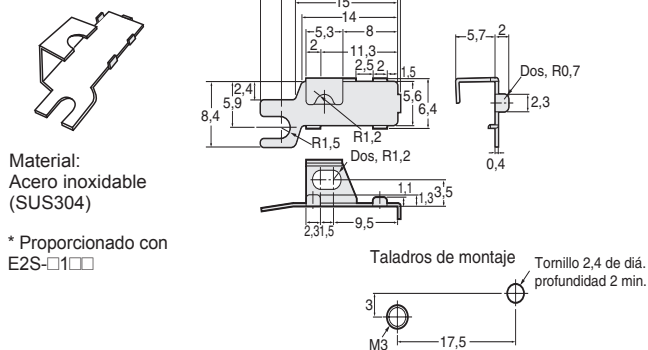 15
14
5,3
8
2
11,3
2,5
2
1,5
2,4
5,9
8,4
5,6
6,4
R1,5
R1,2
5,7
2
Dos, R0,7
2,3
0,4
Dos, R1,2
1,1
1,3
3,5
2,3
1,5
9,5
Material:
Acero inoxidable
(SUS304)
* Proporcionado con
E2S-□1□□
Taladros de montaje
Tornillo 2,4 de diá.
profundidad 2 min.
3
M3
17,5